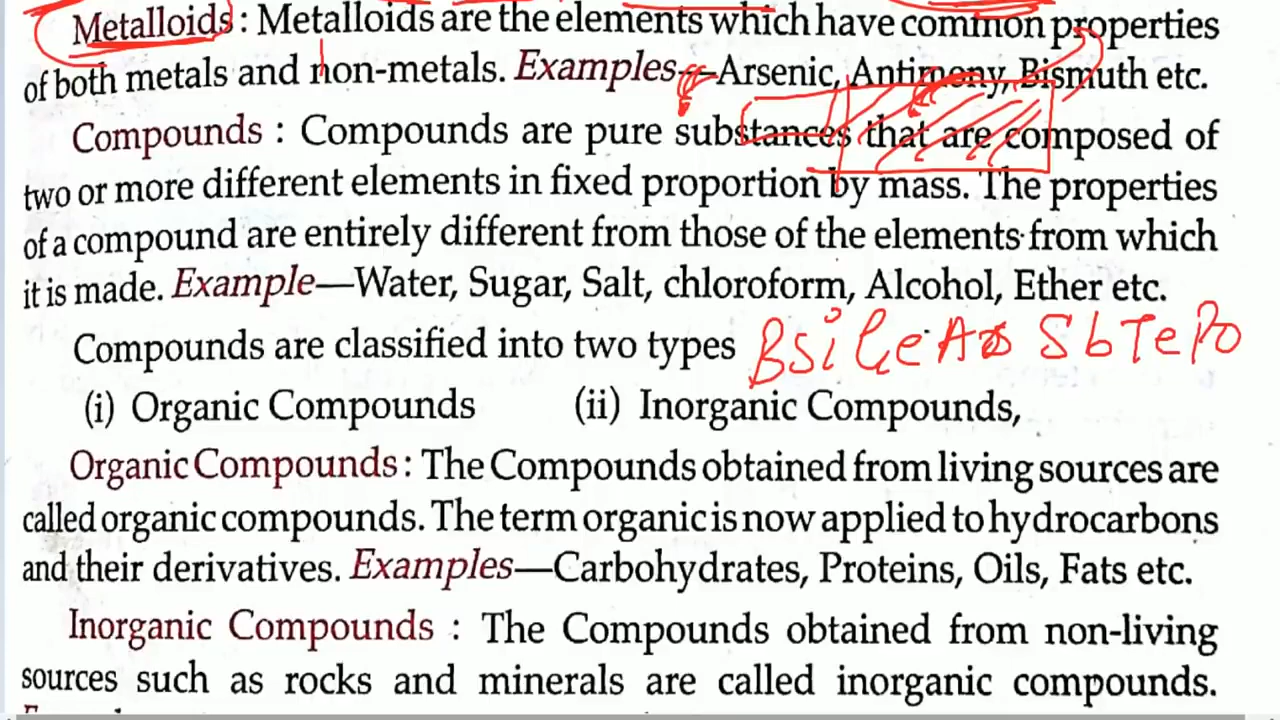 Metalloids : Metalloids are the elements which have common properties
of both metals and non-metals. Examples—Arsenic, Antimony, Bismuth etc.
Compounds : Compounds are pure substances that are composed of
two or more different elements in fixed proportion by mass. The properties
of a compound are entirely different from those of the elements from which
it is made. Example—Water, Sugar, Salt, chloroform, Alcohol, Ether etc.
Compounds are classified into two types B Si Ge As Sb Te Po
(i) Organic Compounds (ii) Inorganic Compounds,
Organic Compounds : The Compounds obtained from living sources are
called organic compounds. The term organic is now applied to hydrocarbons
and their derivatives. Examples—Carbohydrates, Proteins, Oils, Fats etc.
Inorganic Compounds : The Compounds obtained from non-living
sources such as rocks and minerals are called inorganic compounds.